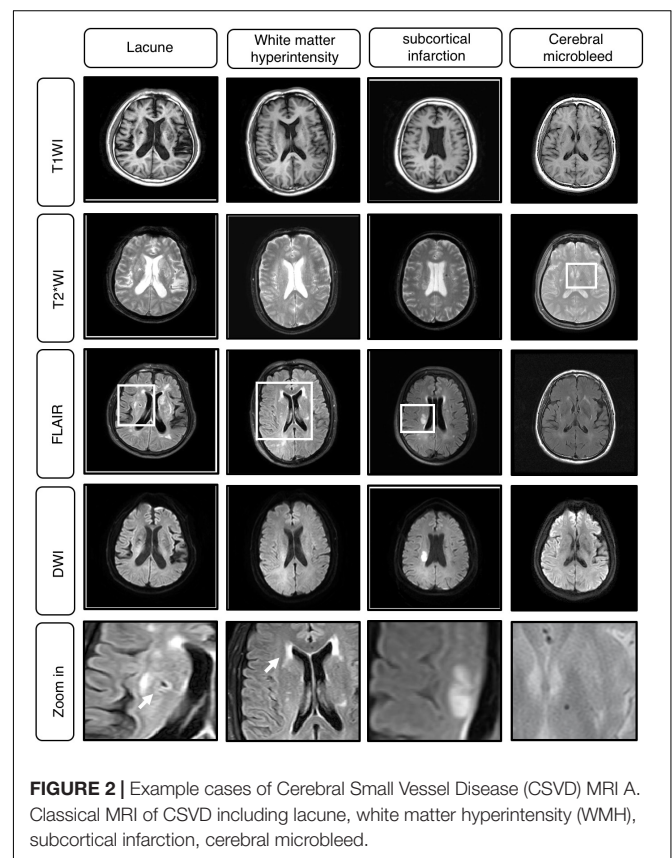 Lacune
White matter
hyperintensity
subcortical
infarction
Cerebral
microbleed
T1WI
T2*WI
FLAIR
DWI
Zoom in
FIGURE 2 | Example cases of Cerebral Small Vessel Disease (CSVD) MRI A.
Classical MRI of CSVD including lacune, white matter hyperintensity (WMH),
subcortical infarction, cerebral microbleed.